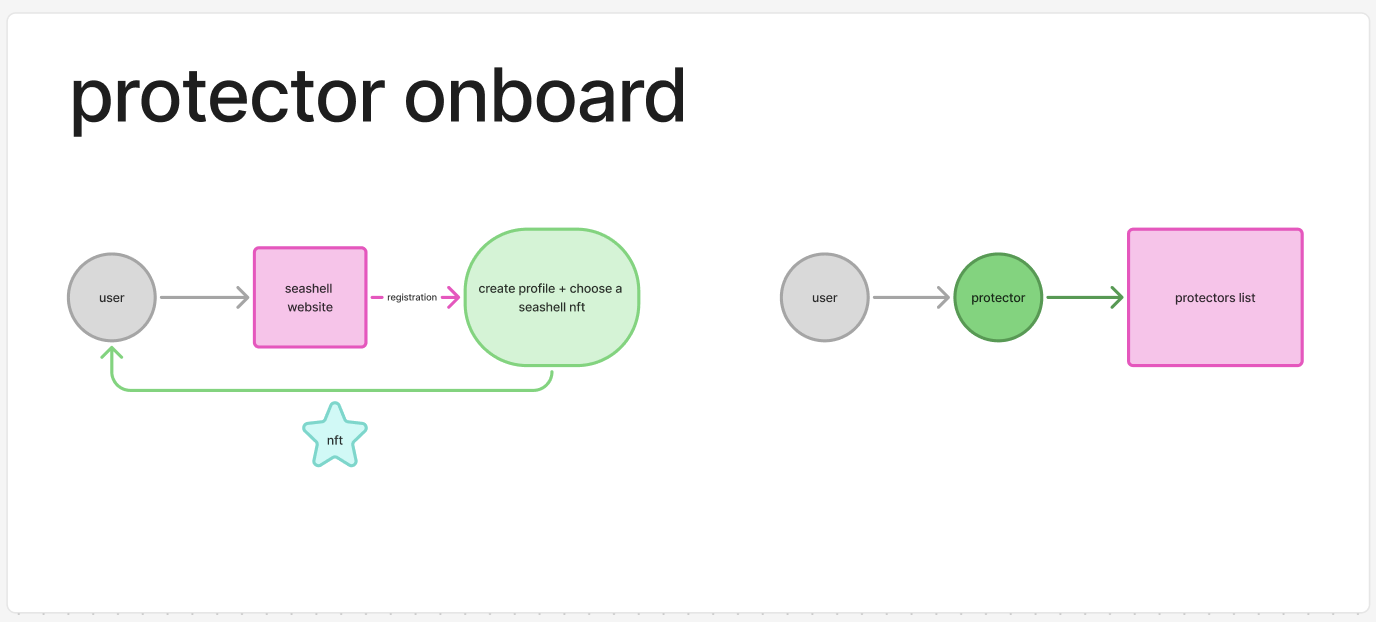 protector onboard
user
seashell
website
registration
create profile + choose a
seashell nft
nft
user
protector
protectors list